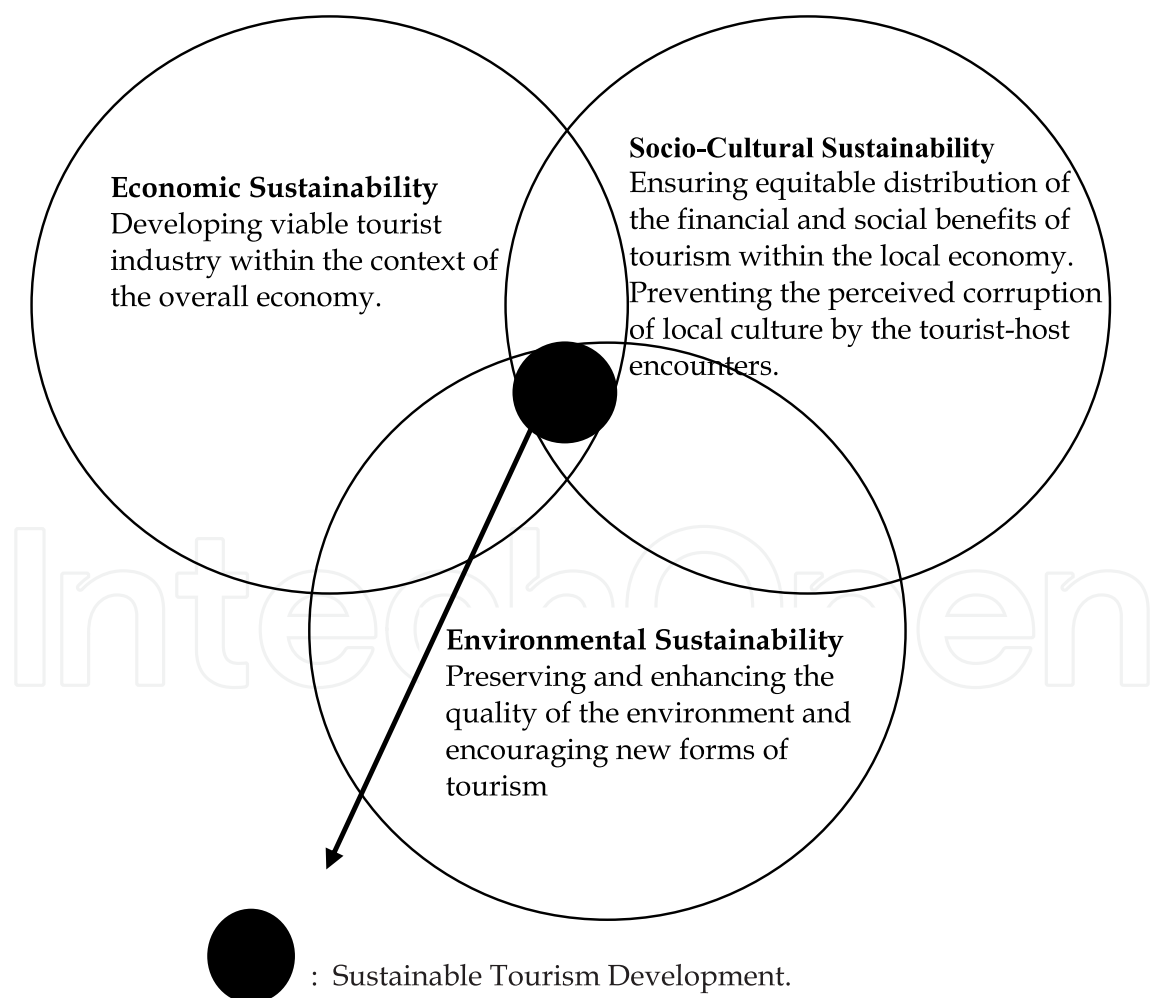 Economic Sustainability
Developing viable tourist
industry within the context of
the overall economy.
Socio-Cultural Sustainability
Ensuring equitable distribution of
the financial and social benefits of
tourism within the local economy.
Preventing the perceived corruption
of local culture by the tourist-host
encounters.
Environmental Sustainability
Preserving and enhancing the
quality of the environment and
encouraging new forms of
tourism
: Sustainable Tourism Development.
IntechOpen